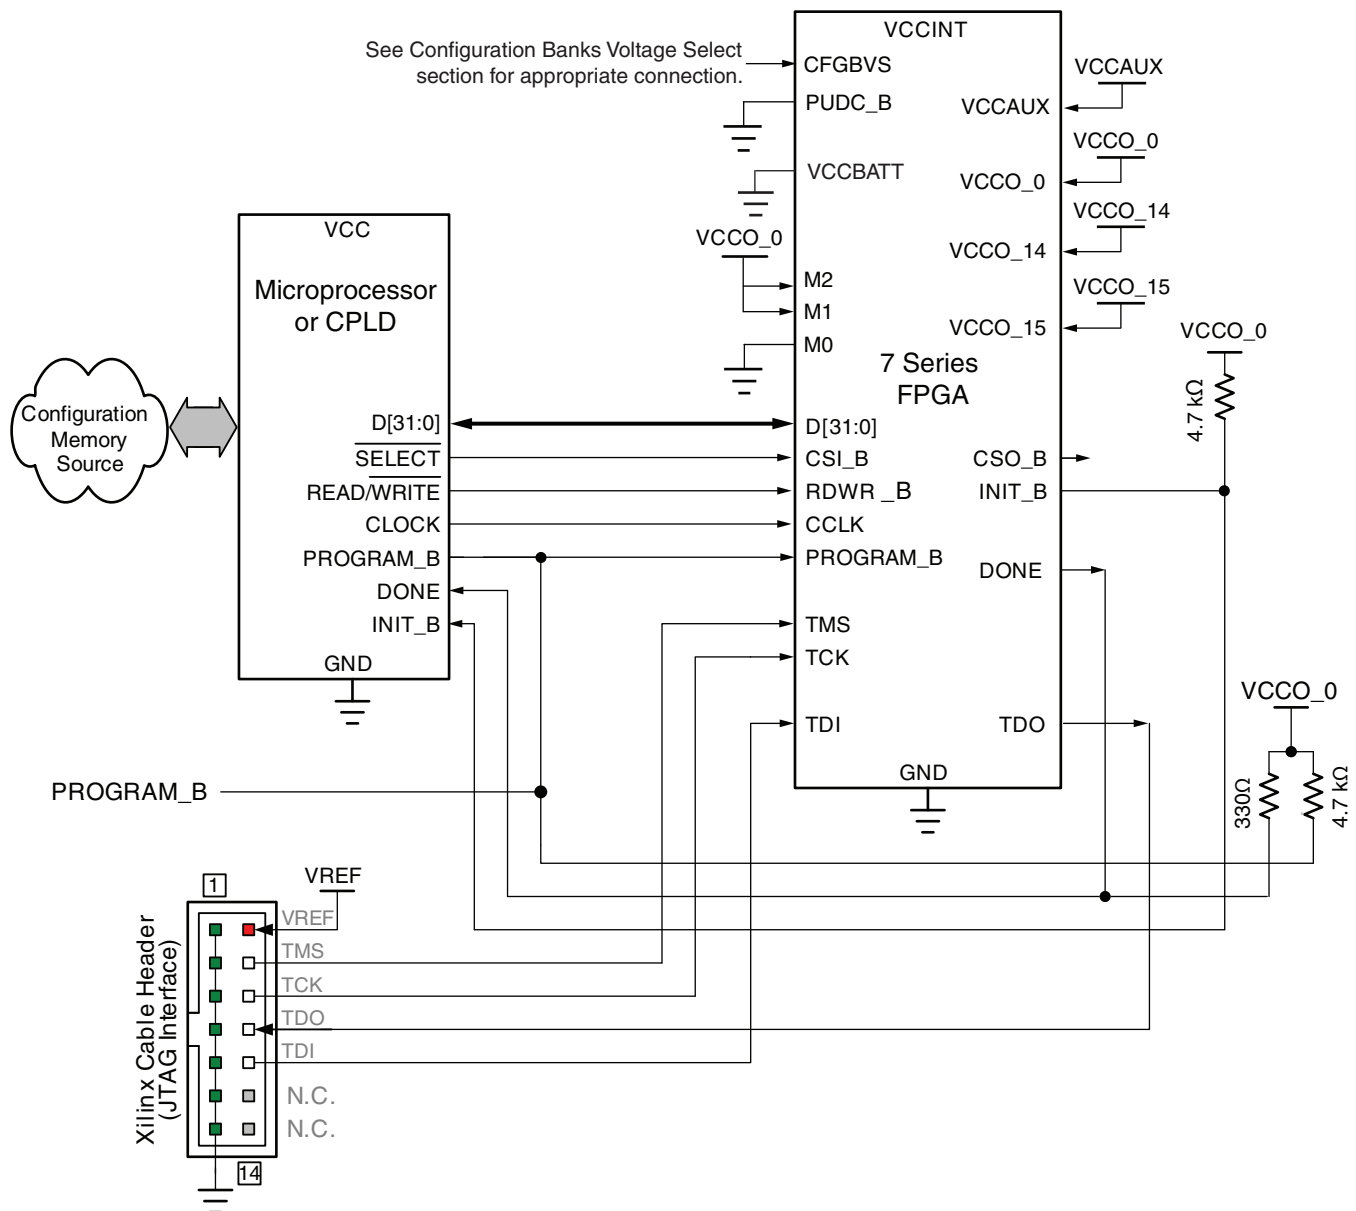 See Configuration Banks Voltage Select
section for appropriate connection.
VCCINT
CFGBVS
PUDC_B
VCCBATT
VCCO_0
M2
M1
M0
7 Series
FPGA
D[31:0]
CSI_B
RDWR _B
CCLK
PROGRAM_B
TMS
TCK
TDI
GND
VCCAUX
VCCO_0
VCCO_14
VCCO_15
CSO_B
INIT_B
DONE
TDO
VCCAUX
VCCO_0
VCCO_14
VCCO_15
VCCO_0
4.7 kΩ
VCCO_0
330Ω
4.7 kΩ
VCC
Microprocessor
or CPLD
D[31:0]
SELECT
READ/WRITE
CLOCK
PROGRAM_B
DONE
INIT_B
GND
Configuration
Memory
Source
PROGRAM_B
1
VREF
VREF
TMS
TCK
TDO
TDI
N.C.
N.C.
14
Xilinx Cable Header
(JTAG Interface)